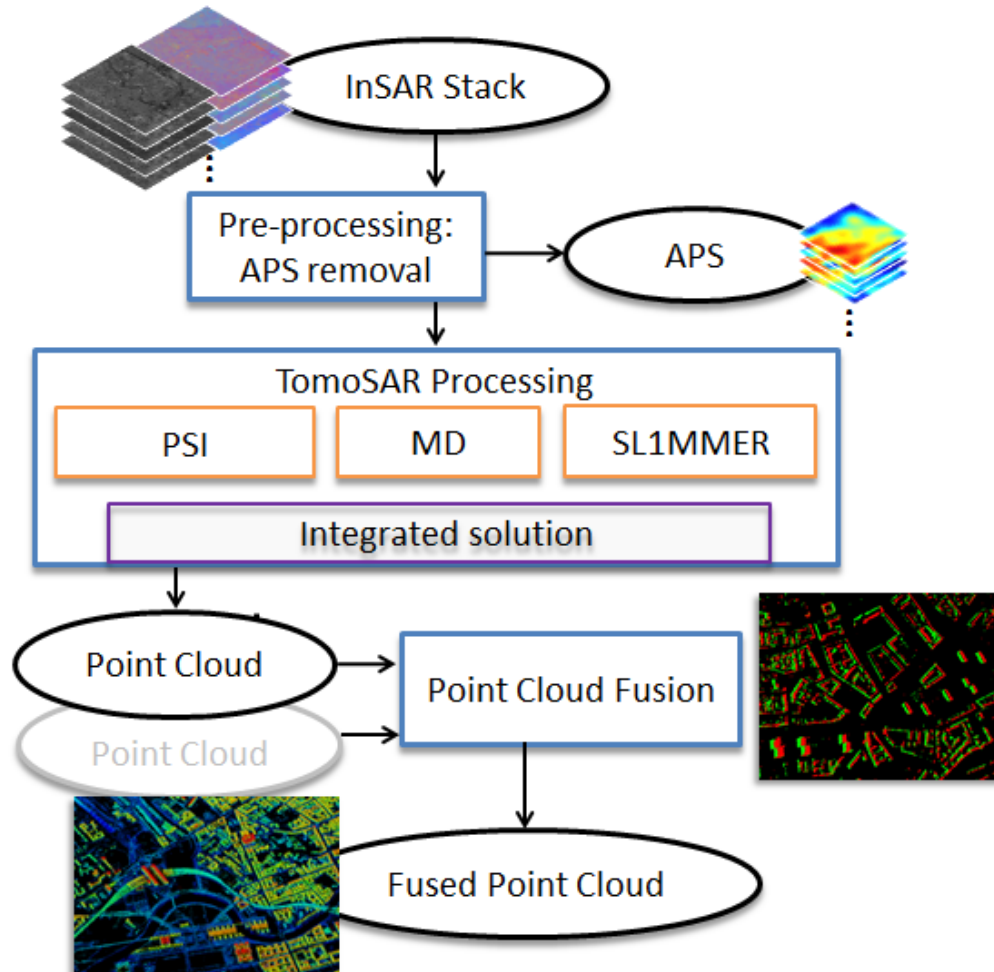 InSAR Stack
Pre-processing:
APS removal
APS
TomoSAR Processing
PSI
MD
SL1MMER
Integrated solution
Point Cloud
Point Cloud Fusion
Point Cloud
Fused Point Cloud